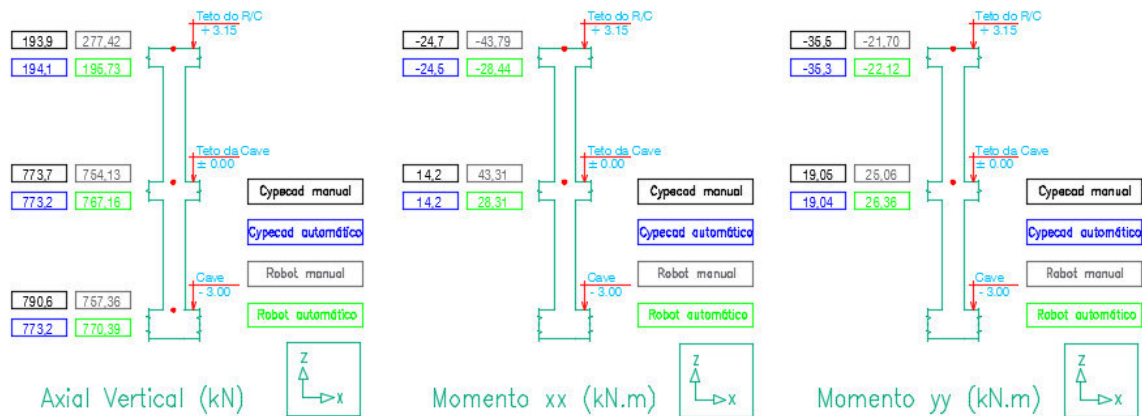 Teto do R/C
+ 3.15
193,9 277,42
194,1 195,73
Teto da Cave
± 0.00
773,7 754,13
773,2 767,16
Cypecad manual
Cypecad automático
Robot manual
Robot automático
Cave
- 3.00
790,6 757,36
773,2 770,39
Z
X
Axial Vertical (kN)
Teto do R/C
+ 3.15
-24,7 -43,79
-24,5 -28,44
Teto da Cave
± 0.00
14,2 43,31
14,2 28,31
Cypecad manual
Cypecad automático
Robot manual
Robot automático
Cave
- 3.00
Z
X
Momento xx (kN.m)
Teto do R/C
+ 3.15
-35,5 -21,70
-35,3 -22,12
Teto da Cave
± 0.00
19,05 25,06
19,04 26,36
Cypecad manual
Cypecad automático
Robot manual
Robot automático
Cave
- 3.00
Z
X
Momento yy (kN.m)